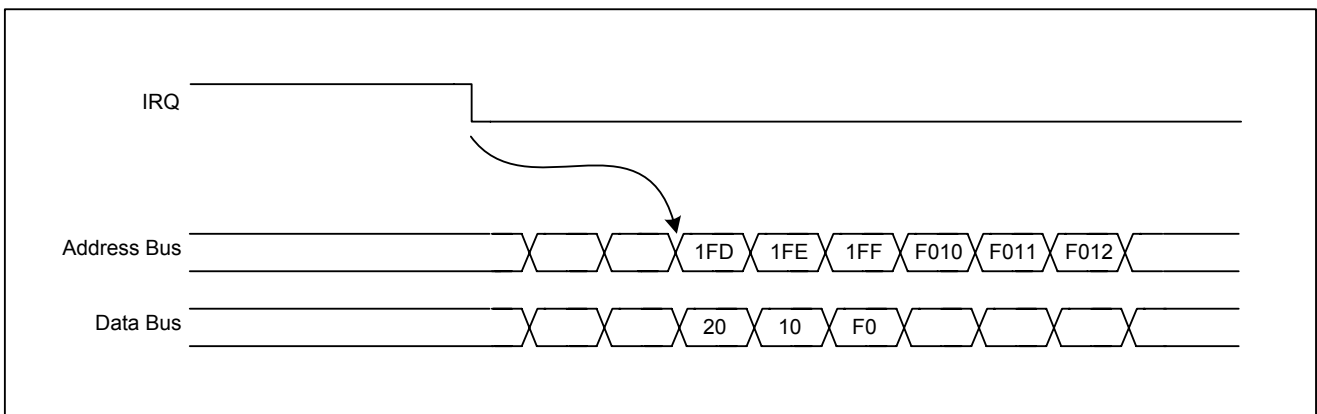 IRQ
Address Bus 1FD 1FE 1FF F010 F011 F012
Data Bus 20 10 F0